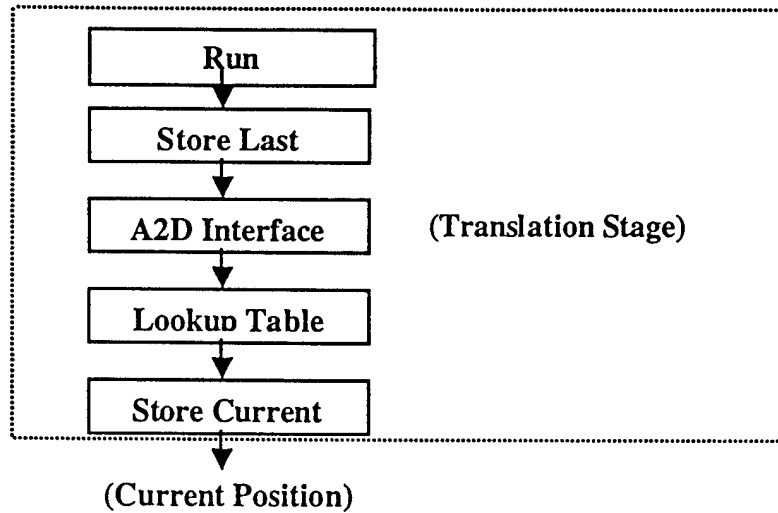 Run
Store Last
A2D Interface
(Translation Stage)
Lookup Table
Store Current
(Current Position)